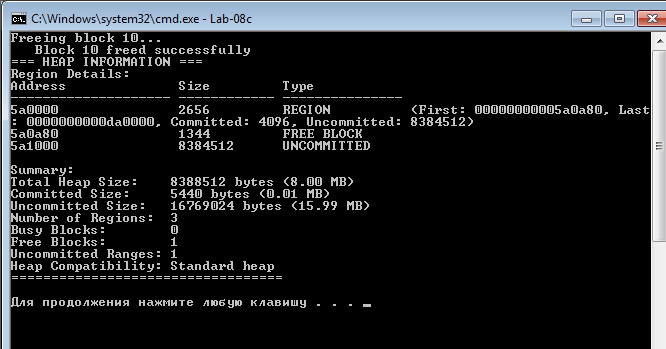 C:\Windows\system32\cmd.exe - Lab-08c
Freeing block 10...
   Block 10 freed successfully
=== HEAP INFORMATION ===
Region Details:
Address              Size         Type
-------------------- ------------ ---------------
5a0000               2656         REGION          (First: 00000000005a0a80, Last
: 0000000000da0000, Committed: 4096, Uncommitted: 8384512)
5a0a80               1344         FREE BLOCK
5a1000               8384512      UNCOMMITTED
Summary:
Total Heap Size:    8388512 bytes (8.00 MB)
Committed Size:     5440 bytes (0.01 MB)
Uncommitted Size:   16769024 bytes (15.99 MB)
Number of Regions:  3
Busy Blocks:        0
Free Blocks:        1
Uncommitted Ranges: 1
Heap Compatibility: Standard heap
==================================
Для продолжения нажмите любую клавишу . . . _